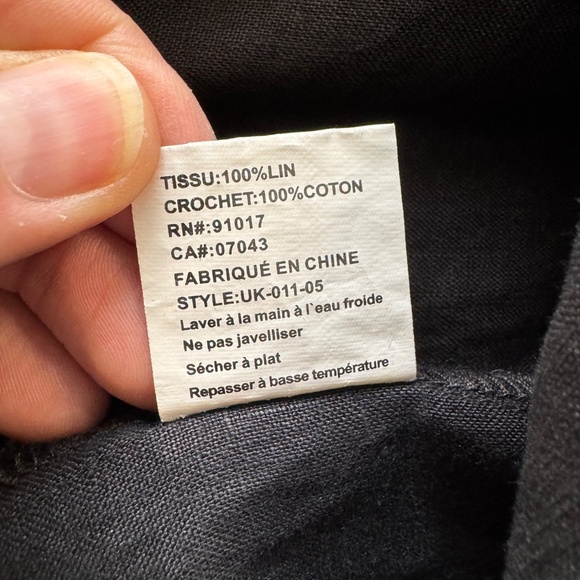 TISSU:100%LIN
CROCHET:100%COTON
RN#:91017
CA#:07043
FABRIQUÉ EN CHINE
STYLE:UK-011-05
Laver à la main à l`eau froide
Ne pas javelliser
Sécher à plat
Repasser à basse température